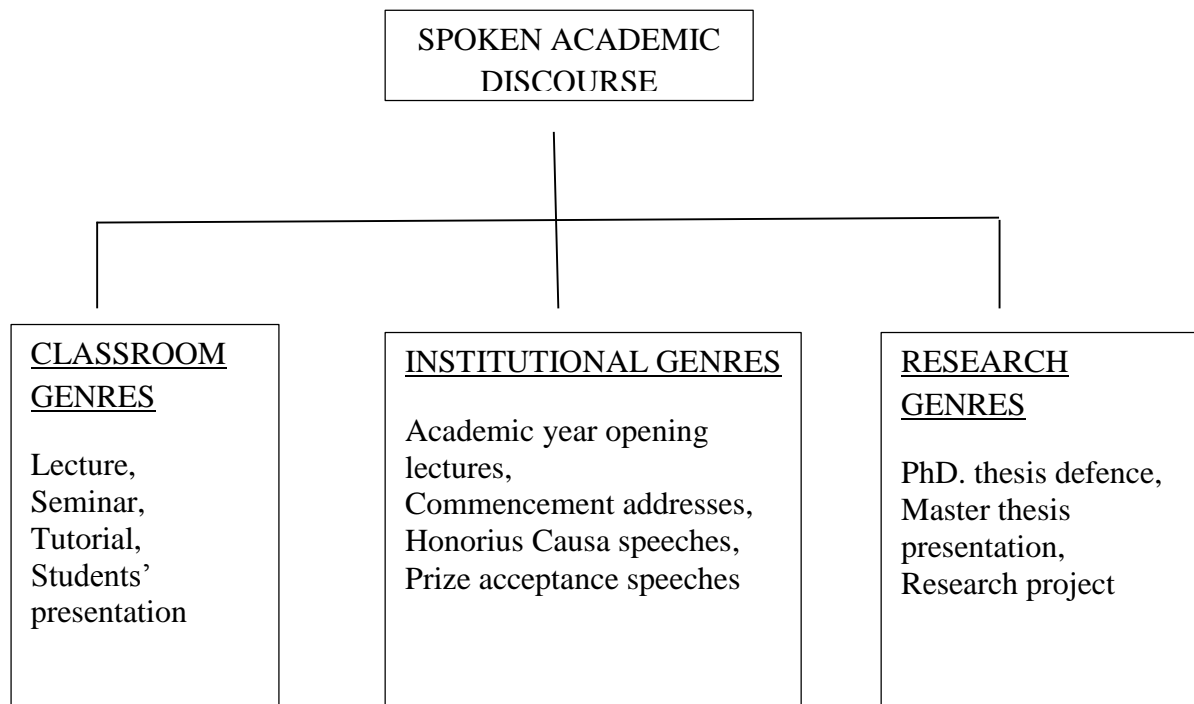 SPOKEN ACADEMIC
DISCOURSE
CLASSROOM
GENRES
Lecture,
Seminar,
Tutorial,
Students’
presentation
INSTITUTIONAL GENRES
Academic year opening
lectures,
Commencement addresses,
Honorius Causa speeches,
Prize acceptance speeches
RESEARCH
GENRES
PhD. thesis defence,
Master thesis
presentation,
Research project